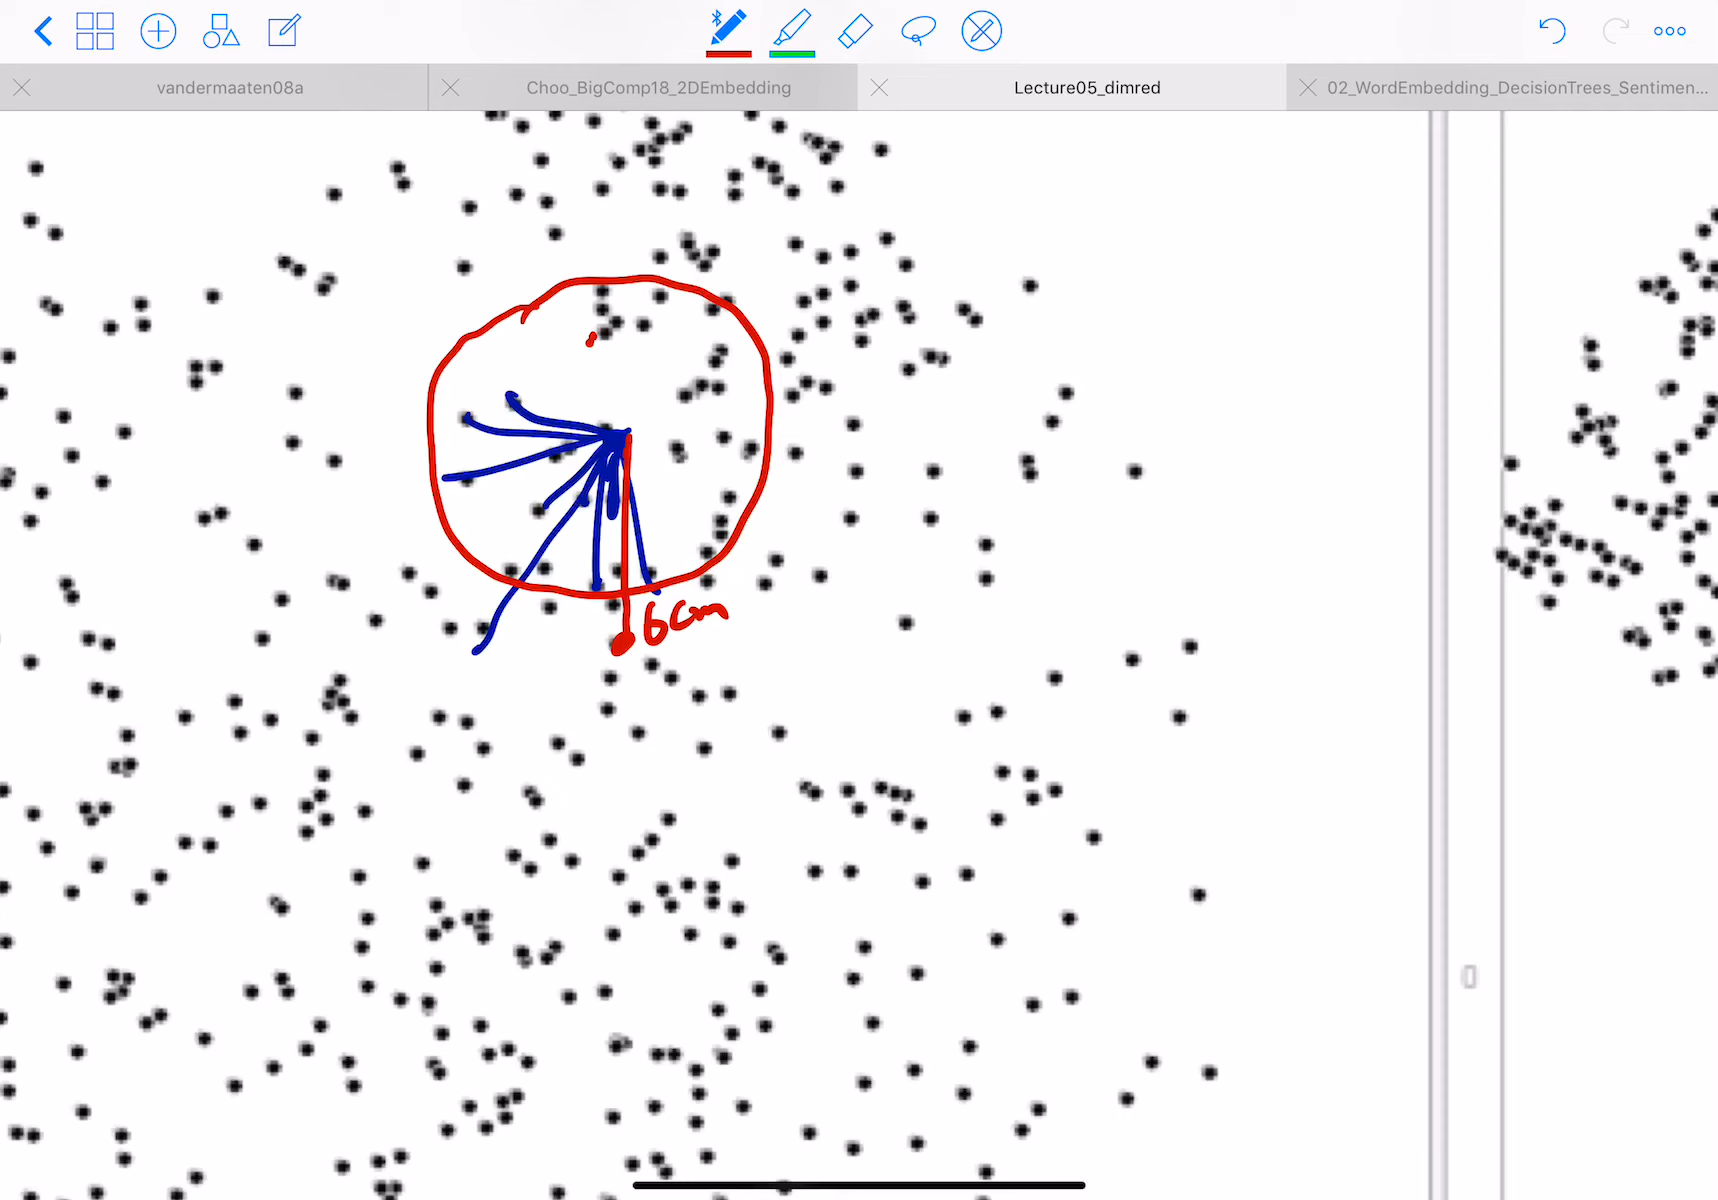 vandermaaten08a
Choo_BigComp18_2DEmbedding
Lecture05_dimred
02_WordEmbedding_DecisionTrees_Sentimen...
6cm